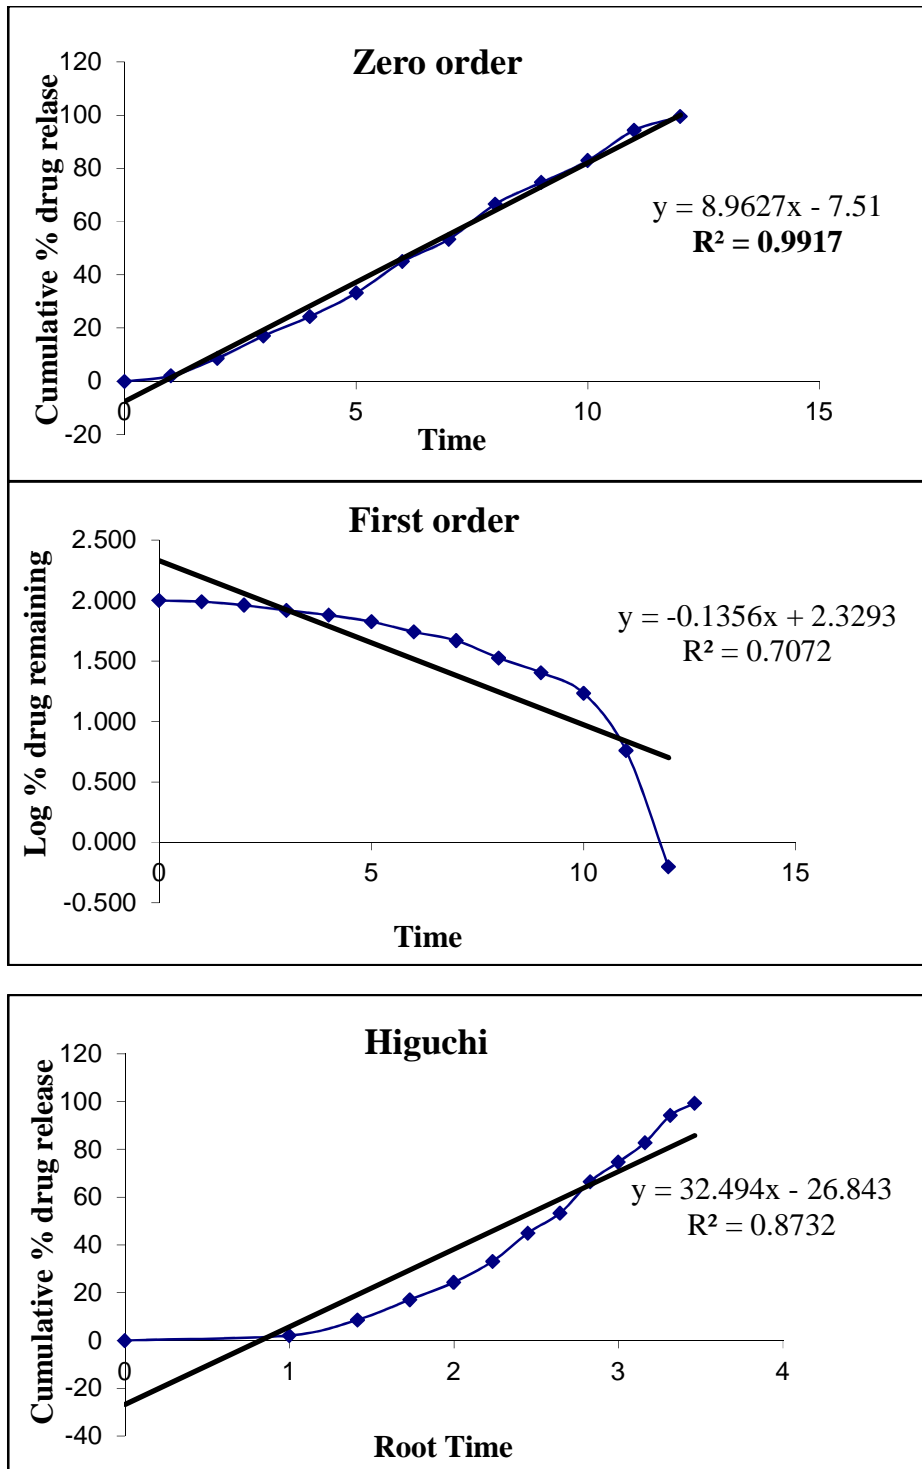 Zero order
120
100
80
60
40
20
0
-20
Cumulative % drug relase
0
5
10
15
Time
y = 8.9627x - 7.51
R² = 0.9917
First order
2.500
2.000
1.500
1.000
0.500
0.000
-0.500
Log % drug remaining
0
5
10
15
Time
y = -0.1356x + 2.3293
R² = 0.7072
Higuchi
120
100
80
60
40
20
0
-20
-40
Cumulative % drug release
0
1
2
3
4
Root Time
y = 32.494x - 26.843
R² = 0.8732